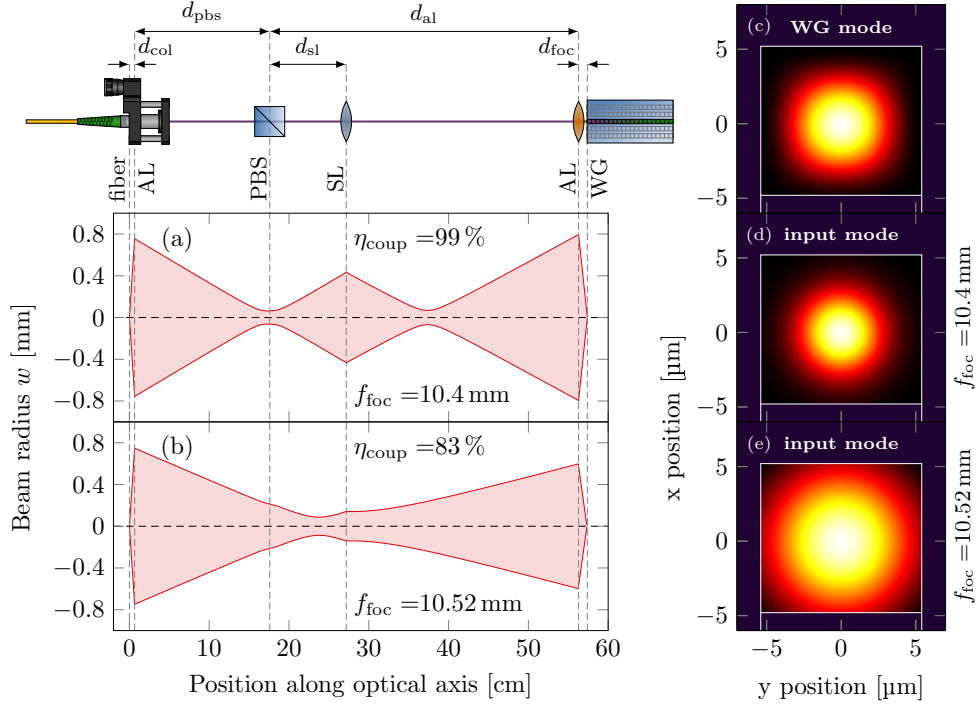 d_pbs
d_al
d_col
d_sl
d_foc
fiber
AL
PBS
SL
AL
WG
(a)
η_coup =99 %
f_foc =10.4 mm
0.8
0.4
0
−0.4
−0.8
(b)
η_coup =83 %
f_foc =10.52 mm
0.8
0.4
0
−0.4
−0.8
Beam radius w [mm]
0
10
20
30
40
50
60
Position along optical axis [cm]
(c)
WG mode
5
0
−5
(d)
input mode
5
0
−5
f_foc =10.4 mm
(e)
input mode
5
0
−5
f_foc =10.52 mm
x position [µm]
−5
0
5
y position [µm]